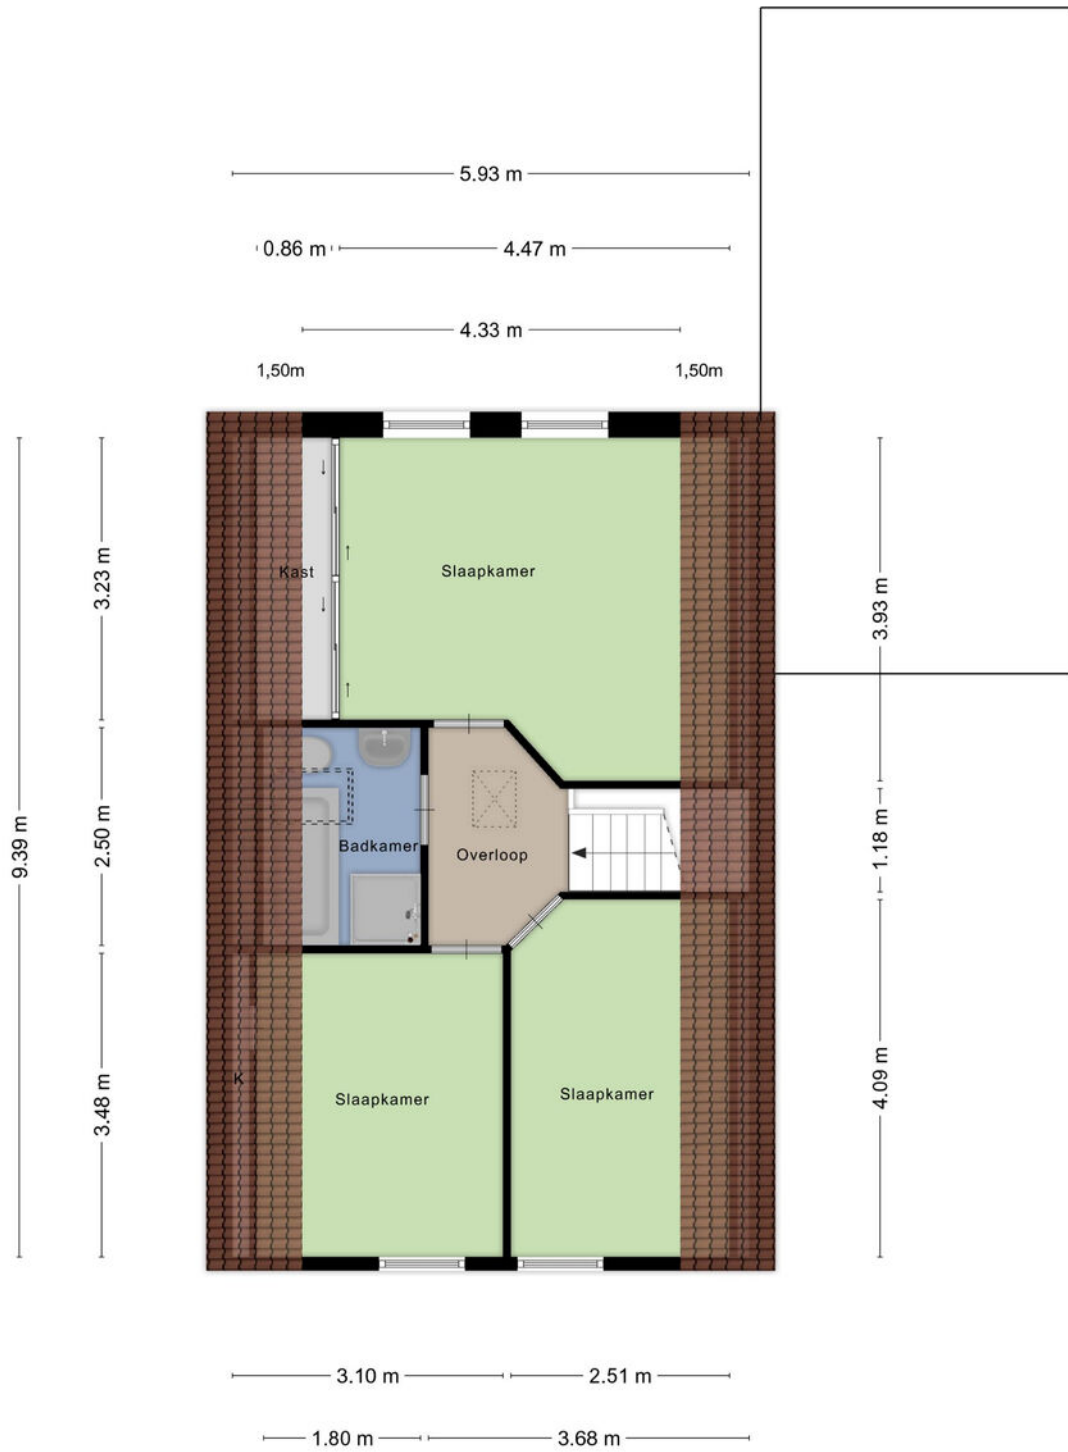 5.93 m
0.86 m
4.47 m
4.33 m
1,50m
1,50m
3.23 m
3.93 m
Kast
Slaapkamer
9.39 m
2.50 m
1.18 m
Badkamer
Overloop
3.48 m
4.09 m
K
Slaapkamer
Slaapkamer
3.10 m
2.51 m
1.80 m
3.68 m